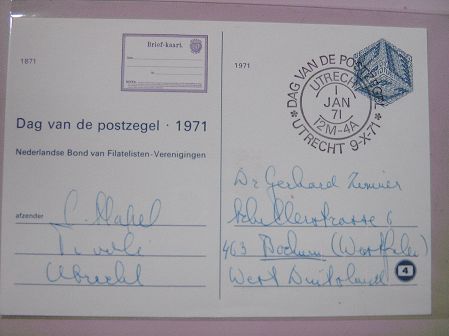 1871
Brief-kaart.
1971
DAG VAN DE POSTZEGEL
UTRECHT
1
JAN
71
12M-4A
UTRECHT 9-X-71
Dag van de postzegel · 1971
Nederlandse Bond van Filatelisten-Verenigingen
afzender
Tivoli
Utrecht
Dr Gerhard
Schillerstrasse 6
463 Bochum (Westfalen)
West Duitsland
4